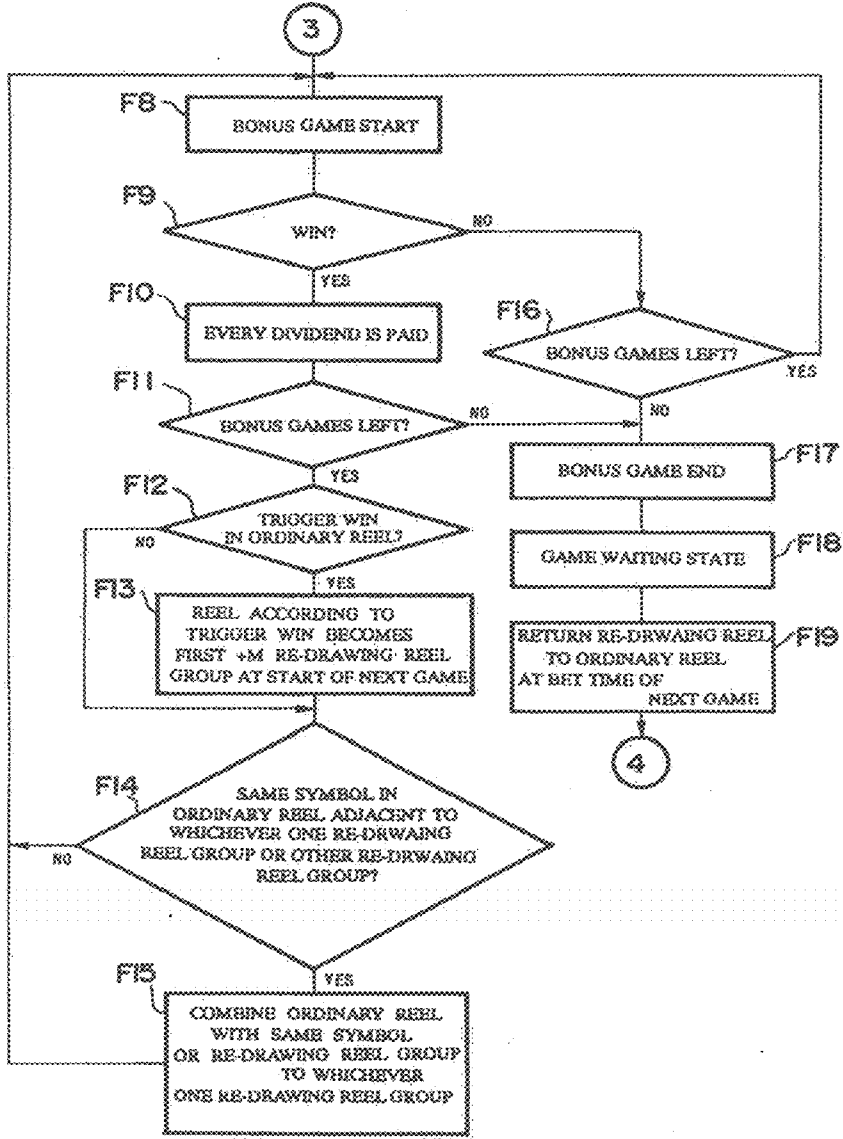 3
F8
BONUS GAME START
F9
WIN?
NO
YES
F10
EVERY DIVIDEND IS PAID
F16
BONUS GAMES LEFT?
YES
NO
F11
BONUS GAMES LEFT?
NO
YES
F17
BONUS GAME END
F12
TRIGGER WIN
IN ORDINARY REEL?
NO
YES
F18
GAME WAITING STATE
F13
REEL ACCORDING TO
TRIGGER WIN BECOMES
FIRST +M RE-DRAWING REEL
GROUP AT START OF NEXT GAME
F19
RETURN RE-DRWAING REEL
TO ORDINARY REEL
AT BET TIME OF
NEXT GAME
4
F14
SAME SYMBOL IN
ORDINARY REEL ADJACENT TO
WHICHEVER ONE RE-DRWAING
REEL GROUP OR OTHER RE-DRWAING
REEL GROUP?
NO
YES
F15
COMBINE ORDINARY REEL
WITH SAME SYMBOL
OR RE-DRAWING REEL GROUP
TO WHICHEVER
ONE RE-DRAWING REEL GROUP